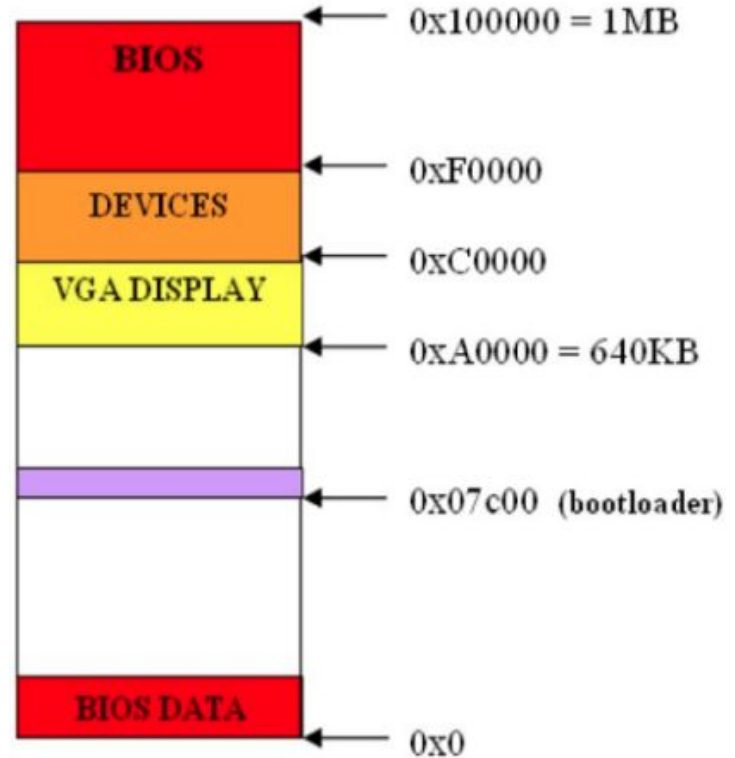 0x100000 = 1MB
BIOS
0xF0000
DEVICES
0xC0000
VGA DISPLAY
0xA0000 = 640KB
0x07c00 (bootloader)
BIOS DATA
0x0